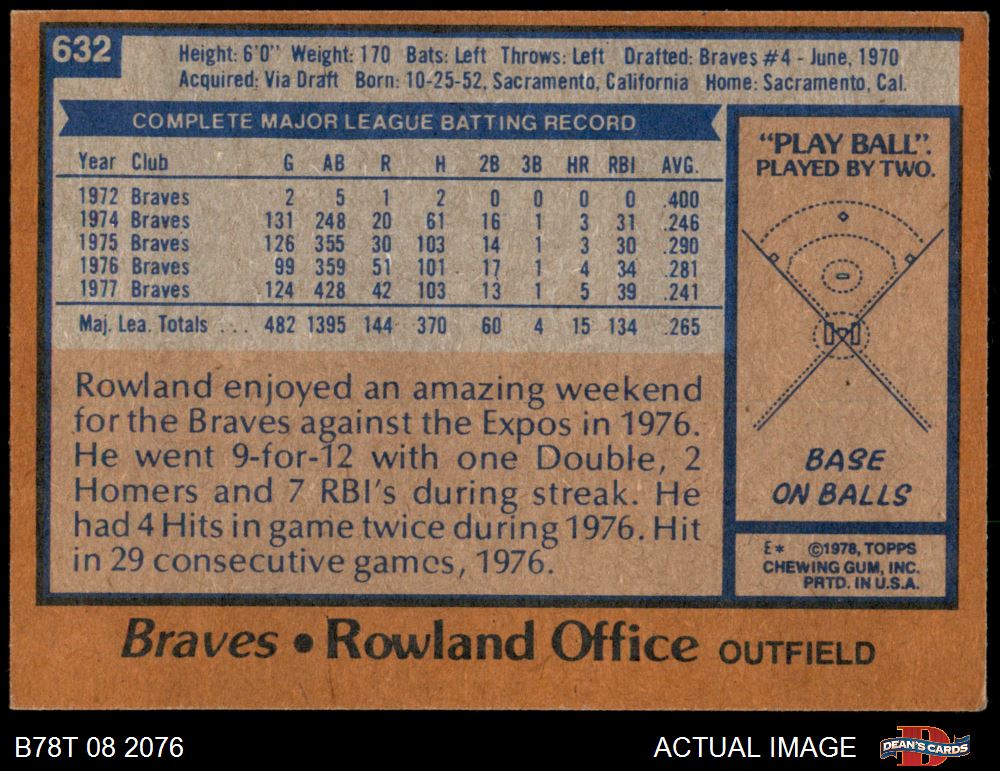 632
Height: 6'0" Weight: 170 Bats: Left Throws: Left Drafted: Braves #4 - June, 1970
Acquired: Via Draft Born: 10-25-52, Sacramento, California Home: Sacramento, Cal.
COMPLETE MAJOR LEAGUE BATTING RECORD
Year Club G AB R H 2B 3B HR RBI AVG.
1972 Braves 2 5 1 2 0 0 0 0 .400
1974 Braves 131 248 20 61 16 1 3 31 .246
1975 Braves 126 355 30 103 14 1 3 30 .290
1976 Braves 99 359 51 101 17 1 4 34 .281
1977 Braves 124 428 42 103 13 1 5 39 .241
Maj. Lea. Totals ... 482 1395 144 370 60 4 15 134 .265
Rowland enjoyed an amazing weekend
for the Braves against the Expos in 1976.
He went 9-for-12 with one Double, 2
Homers and 7 RBI's during streak. He
had 4 Hits in game twice during 1976. Hit
in 29 consecutive games, 1976.
"PLAY BALL".
PLAYED BY TWO.
BASE
ON BALLS
E* ©1978, TOPPS
CHEWING GUM, INC.
PRTD. IN U.S.A.
Braves • Rowland Office OUTFIELD
B78T 08 2076
ACTUAL IMAGE
DEAN'S CARDS